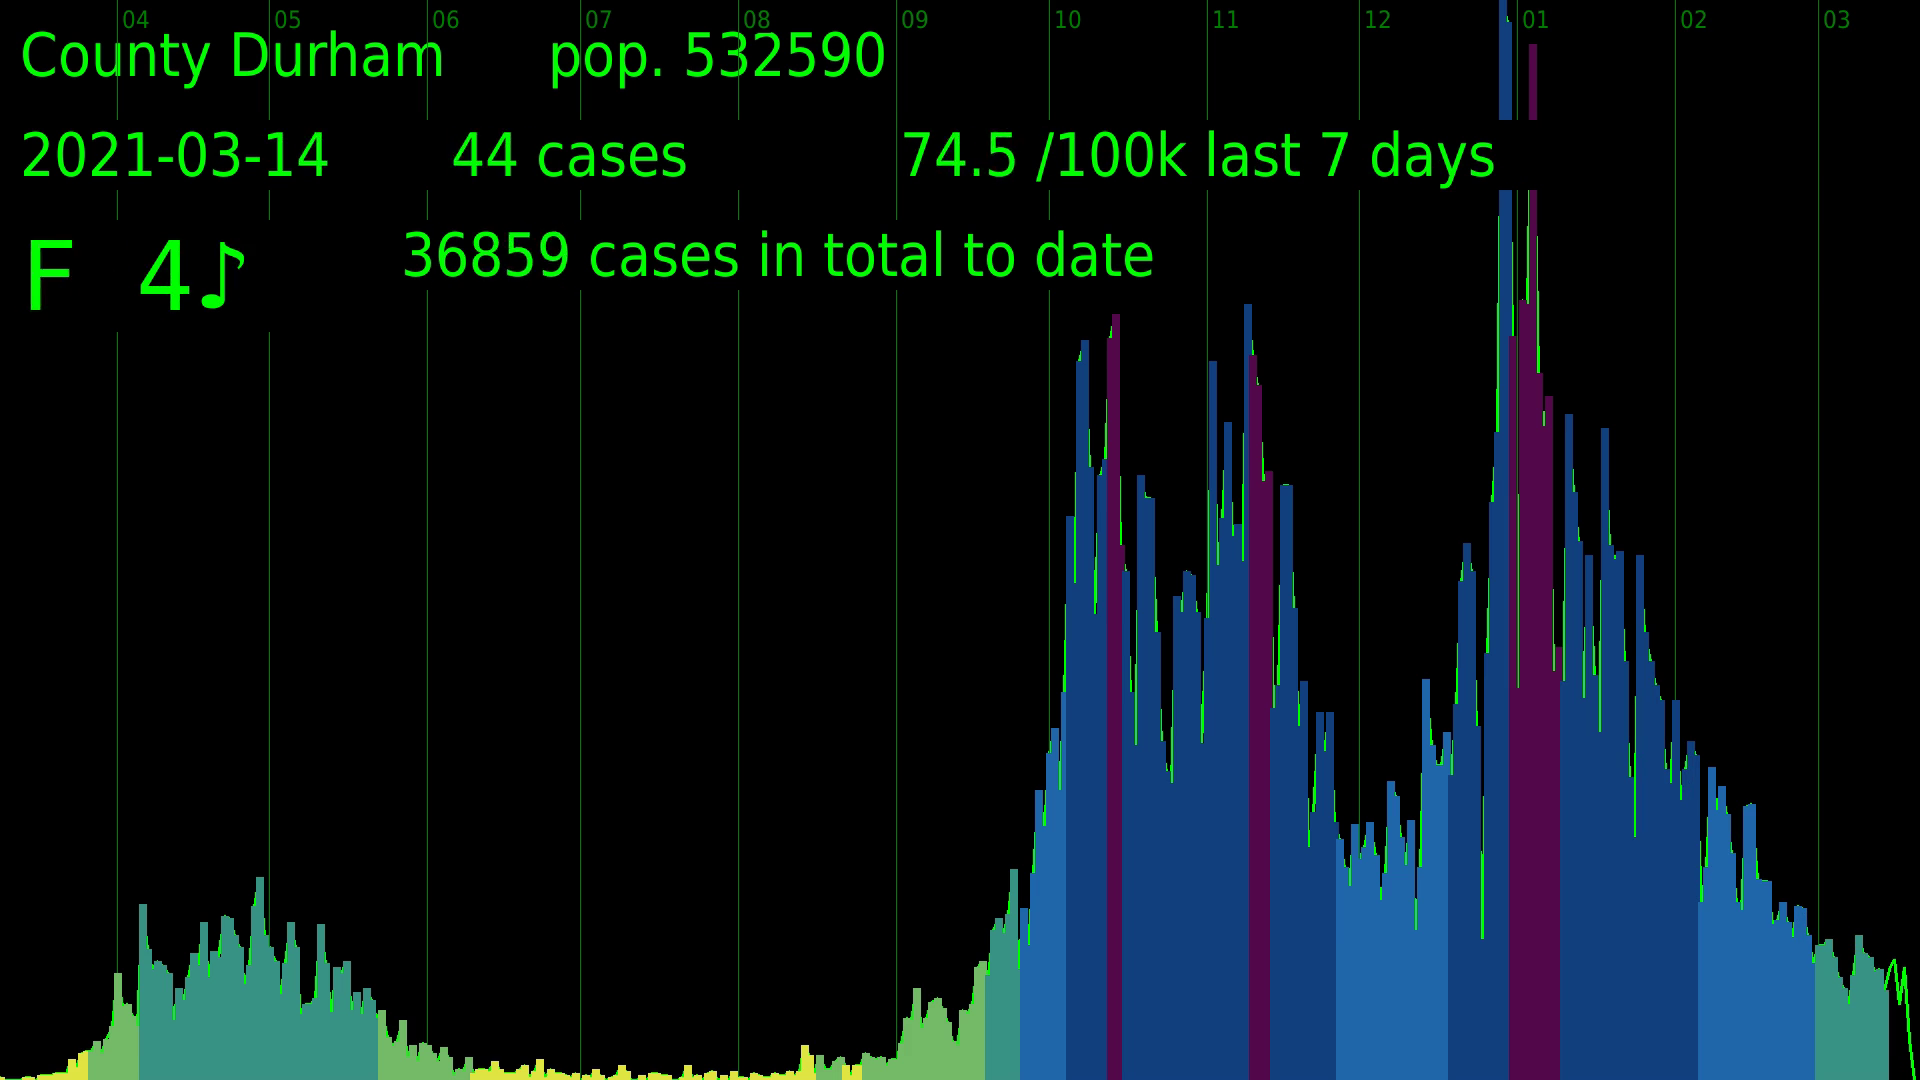 04 05 06 07 08 09 10 11 12 01 02 03
County Durham pop. 532590
2021-03-14 44 cases 74.5 /100k last 7 days
F 4♪ 36859 cases in total to date